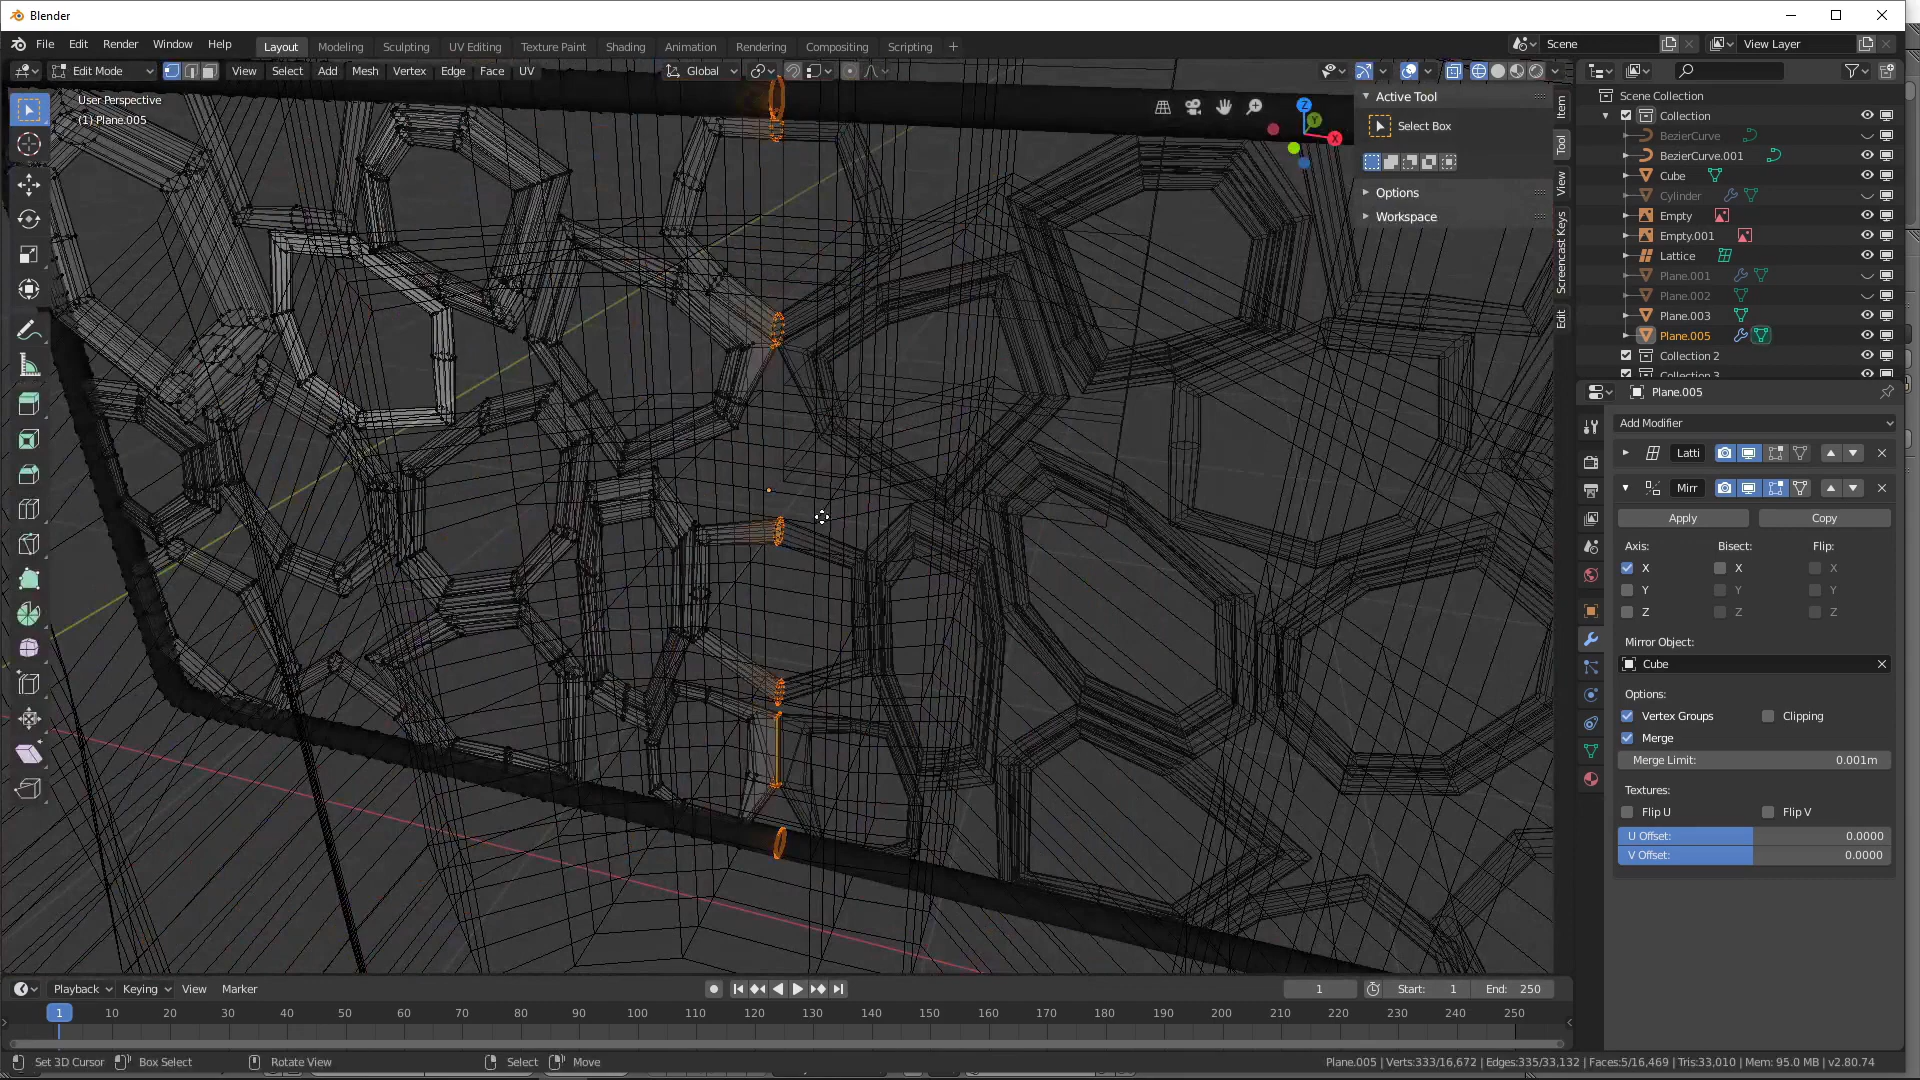 Blender
File Edit Render Window Help Layout Modeling Sculpting UV Editing Texture Paint Shading Animation Rendering Compositing Scripting + Scene View Layer
Edit Mode View Select Add Mesh Vertex Edge Face UV Global
User Perspective
(1) Plane.005
Z
Y
X
Active Tool
Select Box
Options
Workspace
Item
Tool
View
Screencast Keys
Edit
Scene Collection
Collection
BezierCurve
BezierCurve.001
Cube
Cylinder
Empty
Empty.001
Lattice
Plane.001
Plane.002
Plane.003
Plane.005
Collection 2
Collection 3
Plane.005
Add Modifier
Latti
Mirr
Apply Copy
Axis: Bisect: Flip:
X X X
Y Y Y
Z Z Z
Mirror Object:
Cube
Options:
Vertex Groups Clipping
Merge
Merge Limit: 0.001m
Textures:
Flip U Flip V
U Offset: 0.0000
V Offset: 0.0000
Playback Keying View Marker 1 Start: 1 End: 250
1 10 20 30 40 50 60 70 80 90 100 110 120 130 140 150 160 170 180 190 200 210 220 230 240 250
Set 3D Cursor Box Select Rotate View Select Move Plane.005 | Verts:333/16,672 | Edges:335/33,132 | Faces:5/16,469 | Tris:33,010 | Mem: 95.0 MB | v2.80.74